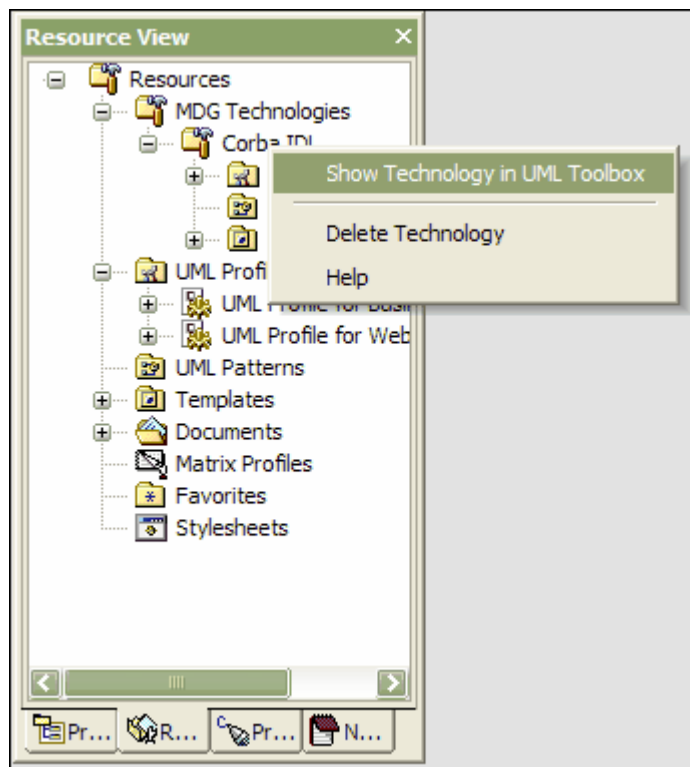 Resource View
Resources
MDG Technologies
Corba IDL
Show Technology in UML Toolbox
Delete Technology
Help
UML Profi
UML Profile for Busin
UML Profile for Web
UML Patterns
Templates
Documents
Matrix Profiles
Favorites
Stylesheets
Pr... R... Pr... N...